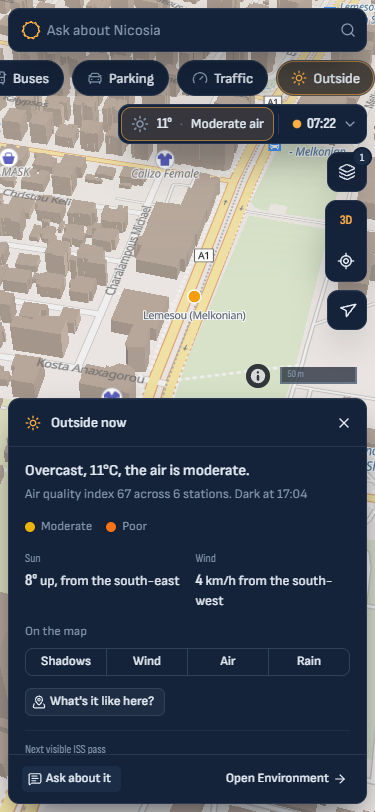 Ask about Nicosia
Buses
Parking
Traffic
Outside
A1
11° · Moderate air
07:22
- Melkonian
1
MASK
Calizo Female
Christou Keli
3D
Charalampous Michael
A1
Lemesou (Melkonian)
Kosta Anaxagorou
50 m
Outside now
Overcast, 11°C, the air is moderate.
Air quality index 67 across 6 stations. Dark at 17:04
Moderate
Poor
Sun
Wind
8° up, from the south-east
4 km/h from the south-
west
On the map
Shadows
Wind
Air
Rain
What's it like here?
Next visible ISS pass
Ask about it
Open Environment →